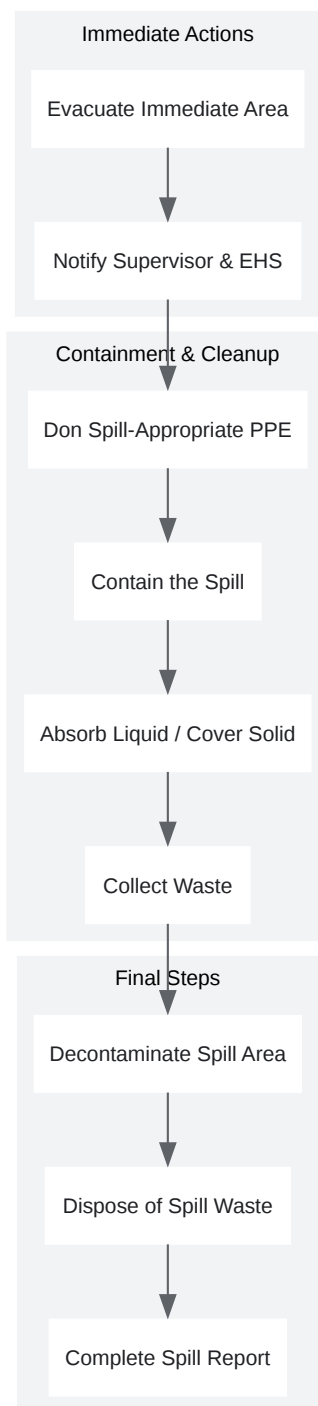 Immediate Actions
Evacuate Immediate Area
Notify Supervisor & EHS
Containment & Cleanup
Don Spill-Appropriate PPE
Contain the Spill
Absorb Liquid / Cover Solid
Collect Waste
Final Steps
Decontaminate Spill Area
Dispose of Spill Waste
Complete Spill Report